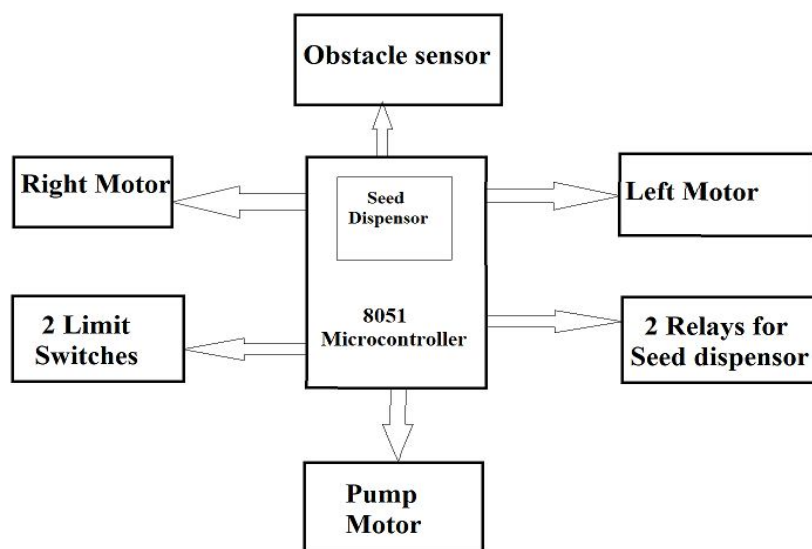 Obstacle sensor
Right Motor
Seed
Dispensor
Left Motor
2 Limit
Switches
8051
Microcontroller
2 Relays for
Seed dispensor
Pump
Motor